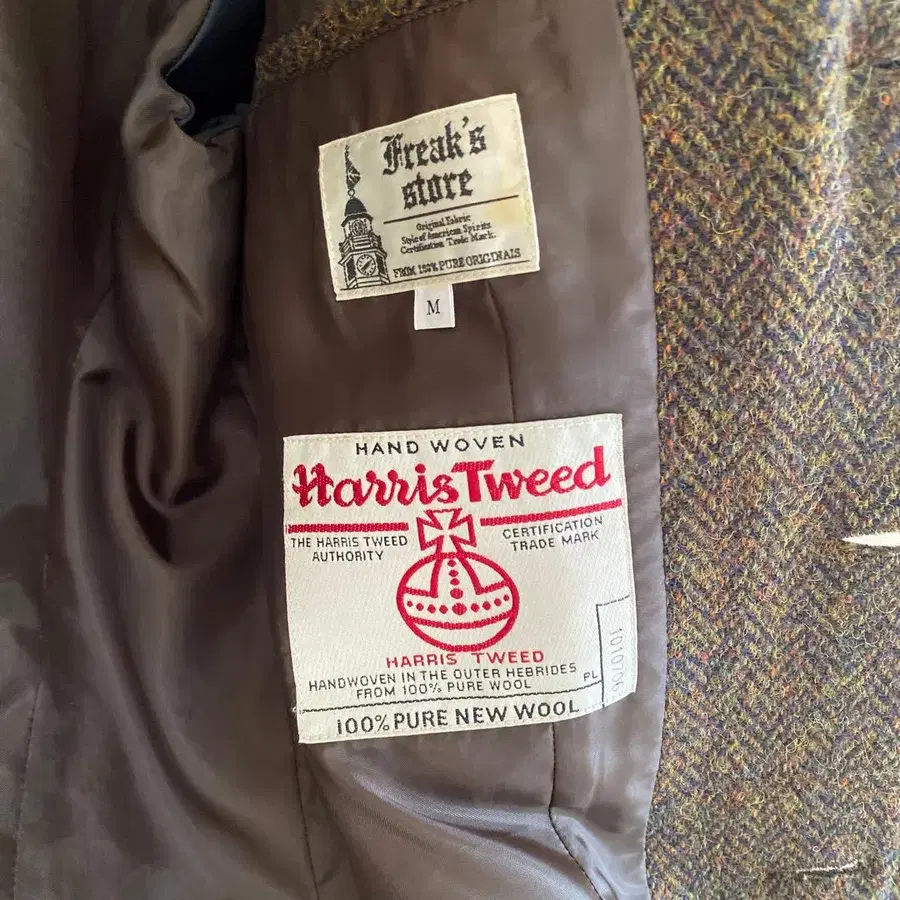 Freak's
store
Original Fabric
Style of American Spirits
Certification Trade Mark.
FROM 100% PURE ORIGINALS
M
HAND WOVEN
Harris Tweed
THE HARRIS TWEED
AUTHORITY
CERTIFICATION
TRADE MARK
HARRIS TWEED
HANDWOVEN IN THE OUTER HEBRIDES
FROM 100% PURE WOOL
PL
1010706
100% PURE NEW WOOL